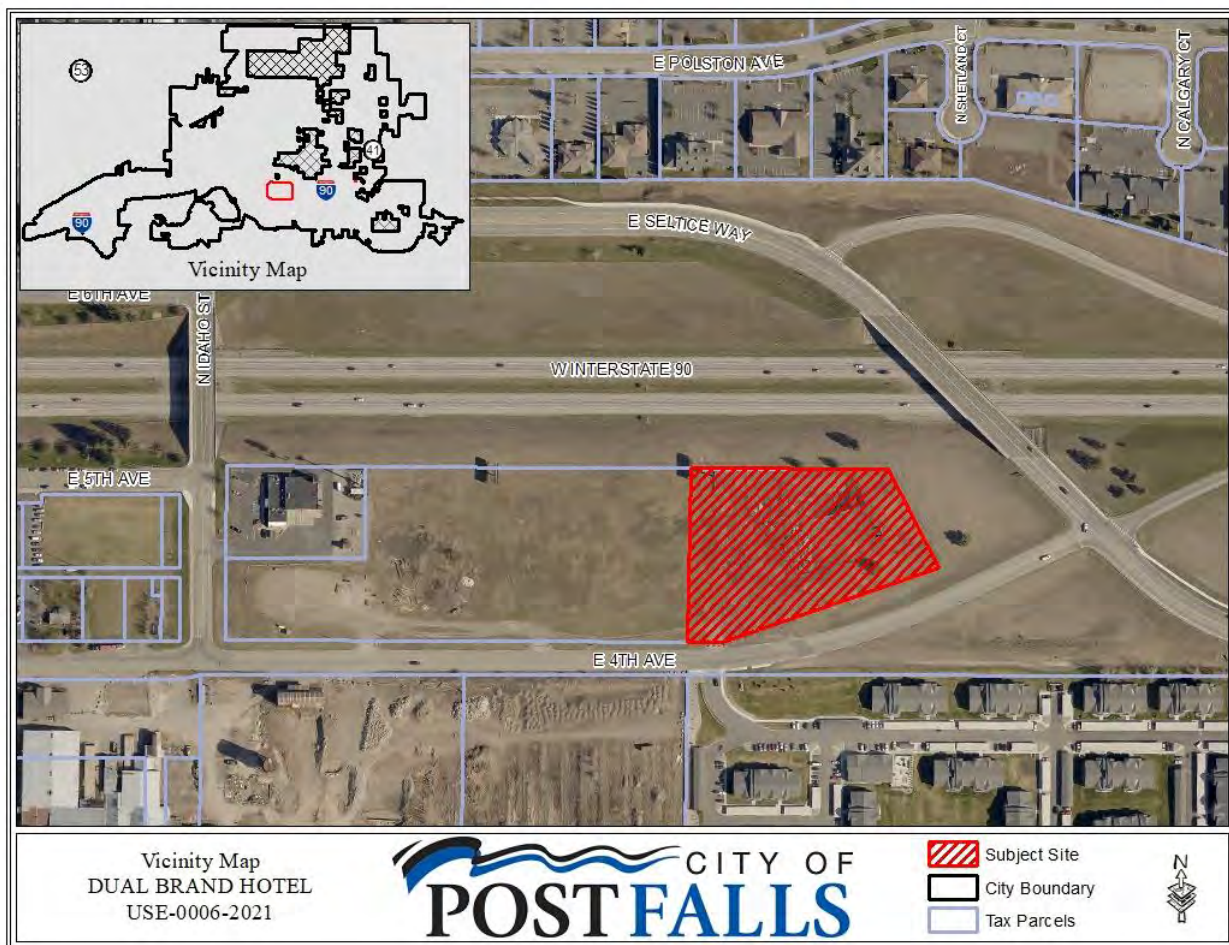 53
41
90
90
Vicinity Map
E POLSTON AVE
N SHETLAND CT
N CALGARY CT
E SELTICE WAY
E 6TH AVE
N IDAHO ST
W INTERSTATE 90
E 5TH AVE
E 4TH AVE
Vicinity Map
DUAL BRAND HOTEL
USE-0006-2021
CITY OF
POST FALLS
Subject Site
City Boundary
Tax Parcels
N